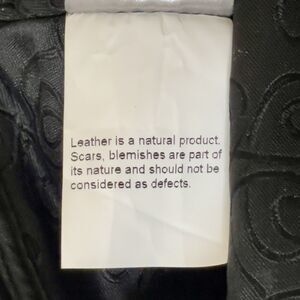 Leather is a natural product.
Scars, blemishes are part of
its nature and should not be
considered as defects.